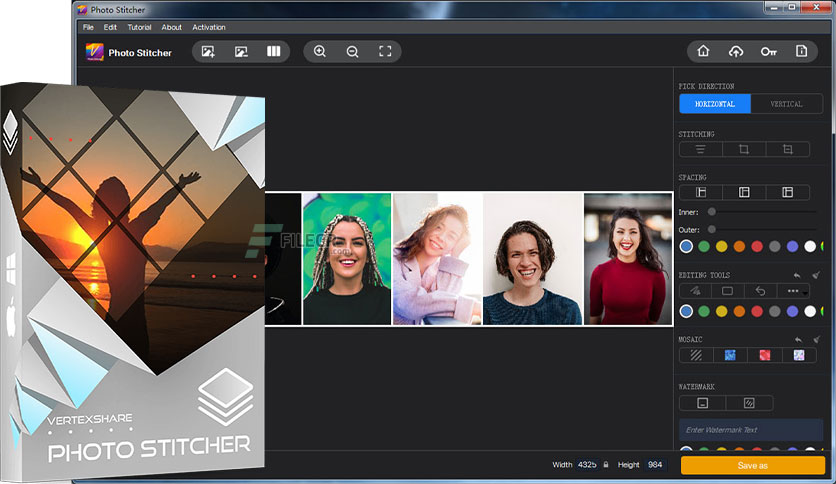 Photo Stitcher
File Edit Tutorial About Activation
Photo Stitcher
PICK DIRECTION
HORIZONTAL VERTICAL
STITCHING
SPACING
Inner:
Outer:
EDITING TOOLS
MOSAIC
WATERMARK
Enter Watermark Text
Width 4325 Height 984
Save as
VERTEXSHARE
PHOTO STITCHER